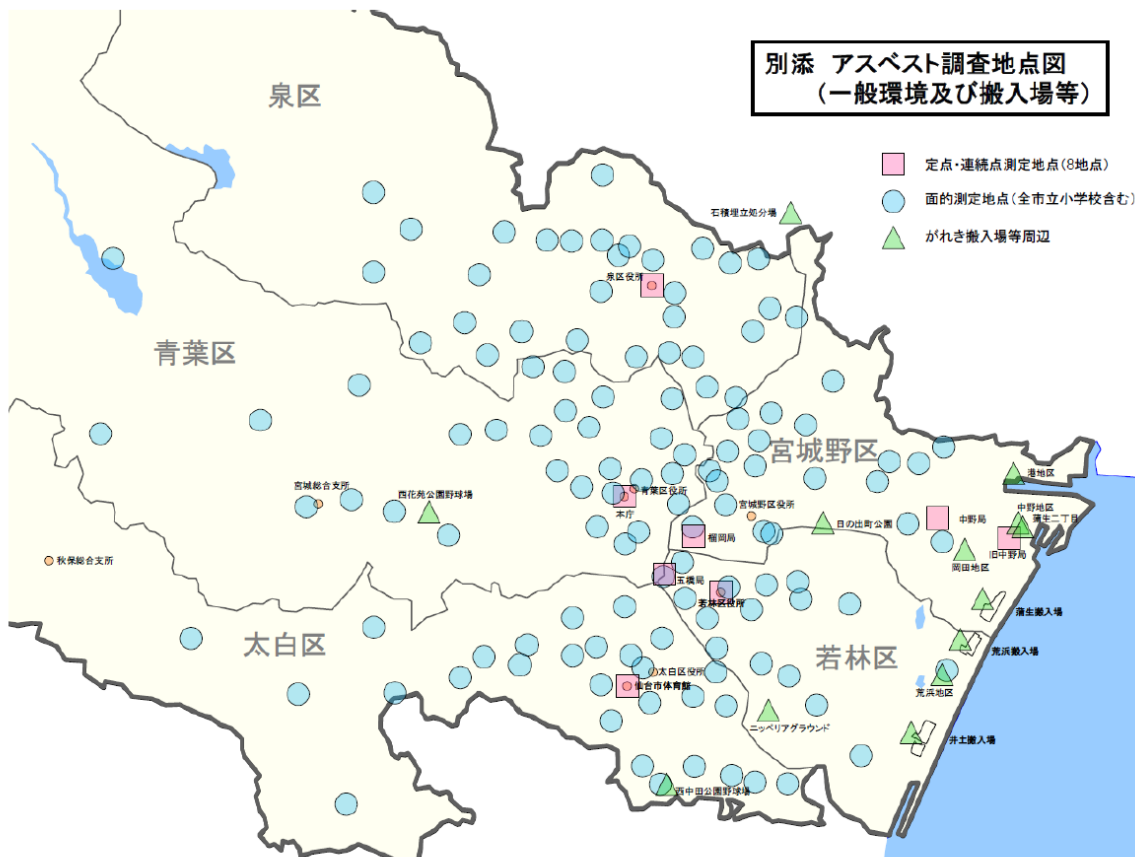 別添 アスベスト調査地点図
(一般環境及び搬入場等)
定点・連続点測定地点(8地点)
面的測定地点(全市立小学校含む)
がれき搬入場等周辺
泉区
石積埋立処分場
泉区役所
青葉区
宮城野区
港地区
宮城総合支所
西花苑公園野球場
青葉区役所
本庁
宮城野区役所
日の出町公園
中野局
中野地区
蒲生二丁目
旧中野局
榴岡局
岡田地区
秋保総合支所
玉橋局
若林区役所
蒲生搬入場
太白区
若林区
荒浜搬入場
太白区役所
仙台市体育館
荒浜地区
ニッペリアグラウンド
井土搬入場
西中田公園野球場